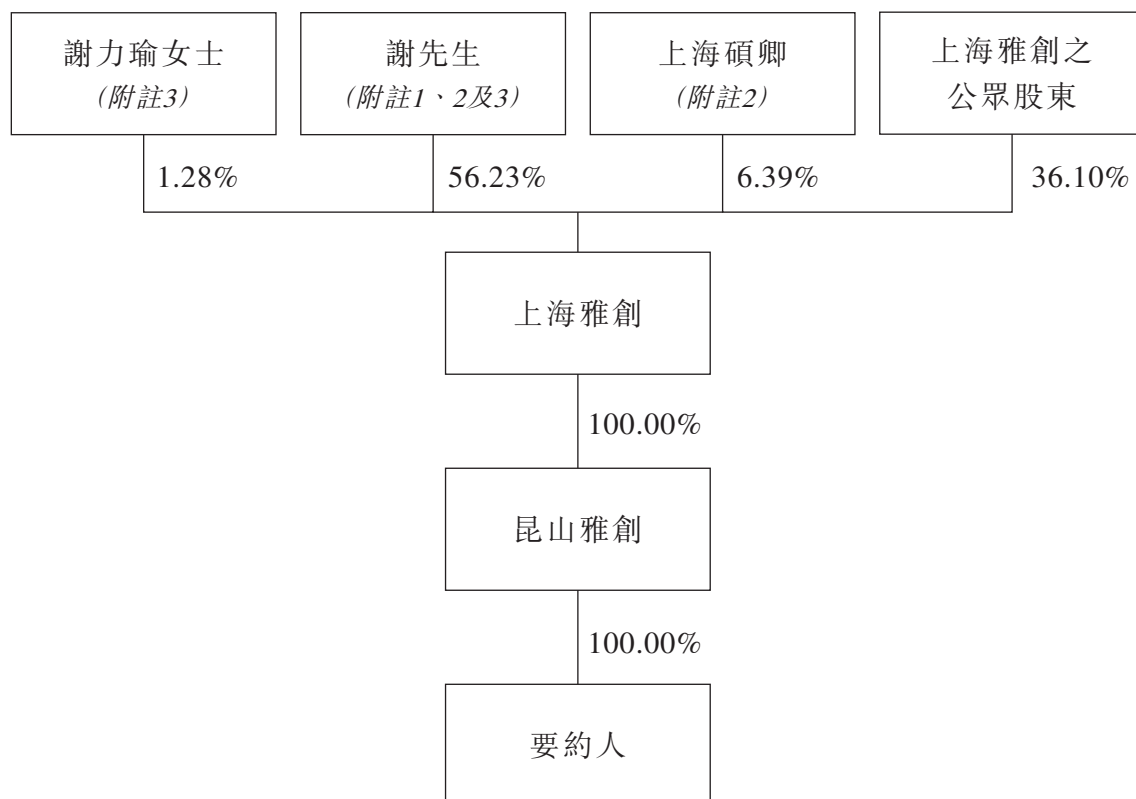 謝力瑜女士
(附註3)
謝先生
(附註1、2及3)
上海碩卿
(附註2)
上海雅創之
公眾股東
1.28%
56.23%
6.39%
36.10%
上海雅創
100.00%
昆山雅創
100.00%
要約人